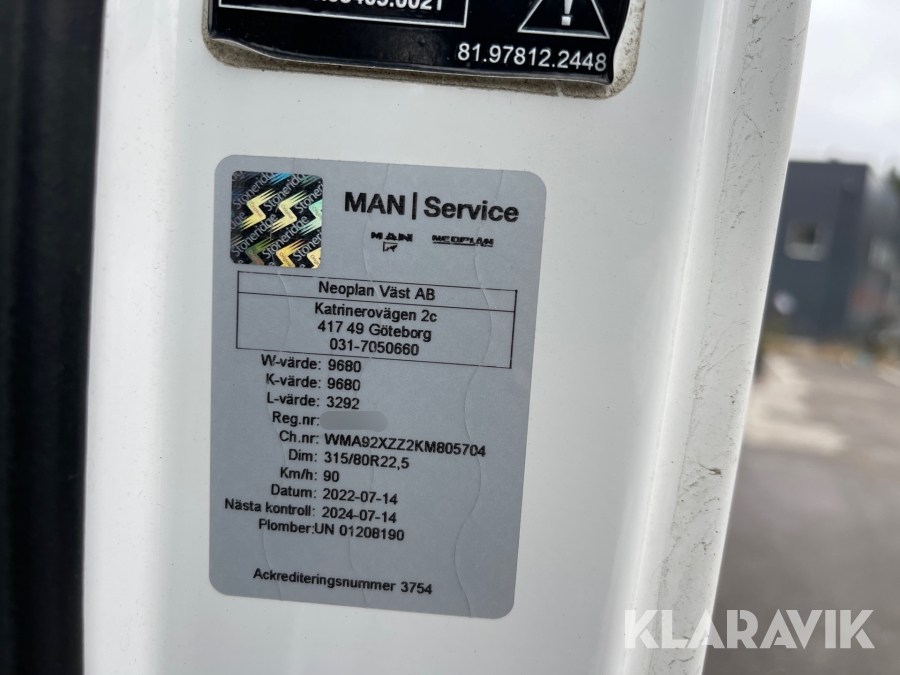 81.97812.2448
Stoneridge
MAN | Service
MAN NEOPLAN
Neoplan Väst AB
Katrinerovägen 2c
417 49 Göteborg
031-7050660
W-värde: 9680
K-värde: 9680
L-värde: 3292
Reg.nr:
Ch.nr: WMA92XZZ2KM805704
Dim: 315/80R22,5
Km/h: 90
Datum: 2022-07-14
Nästa kontroll: 2024-07-14
Plomber:UN 01208190
Ackrediteringsnummer 3754
KLARAVIK